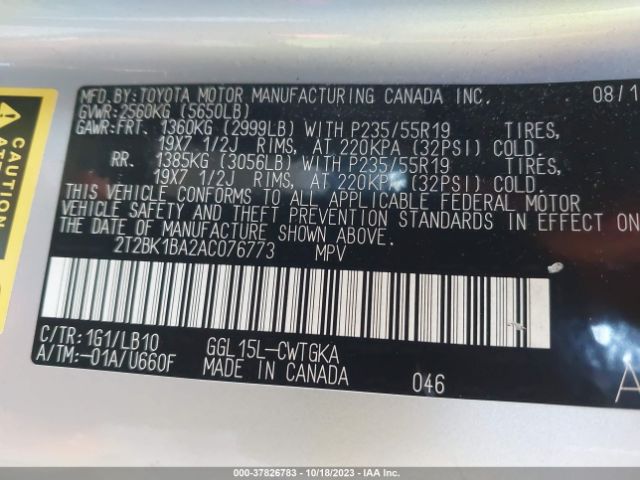 MFD.BY:TOYOTA MOTOR MANUFACTURING CANADA INC. 08/1
GVWR:2560KG (5650LB)
GAWR:FRT. 1360KG (2999LB) WITH P235/55R19 TIRES,
19X7 1/2J RIMS, AT 220KPA (32PSI) COLD.
RR. 1385KG (3056LB) WITH P235/55R19 TIRES,
19X7 1/2J RIMS, AT 220KPA (32PSI) COLD.
THIS VEHICLE CONFORMS TO ALL APPLICABLE FEDERAL MOTOR
VEHICLE SAFETY AND THEFT PREVENTION STANDARDS IN EFFECT ON
THE DATE OF MANUFACTURE SHOWN ABOVE.
2T2BK1BA2AC076773 MPV
C/TR:1G1/LB10 GGL15L-CWTGKA
A/TM:-01A/U660F MADE IN CANADA 046 A
CAUTION
000-37826783 / 10/18/2023 / IAAI.COM